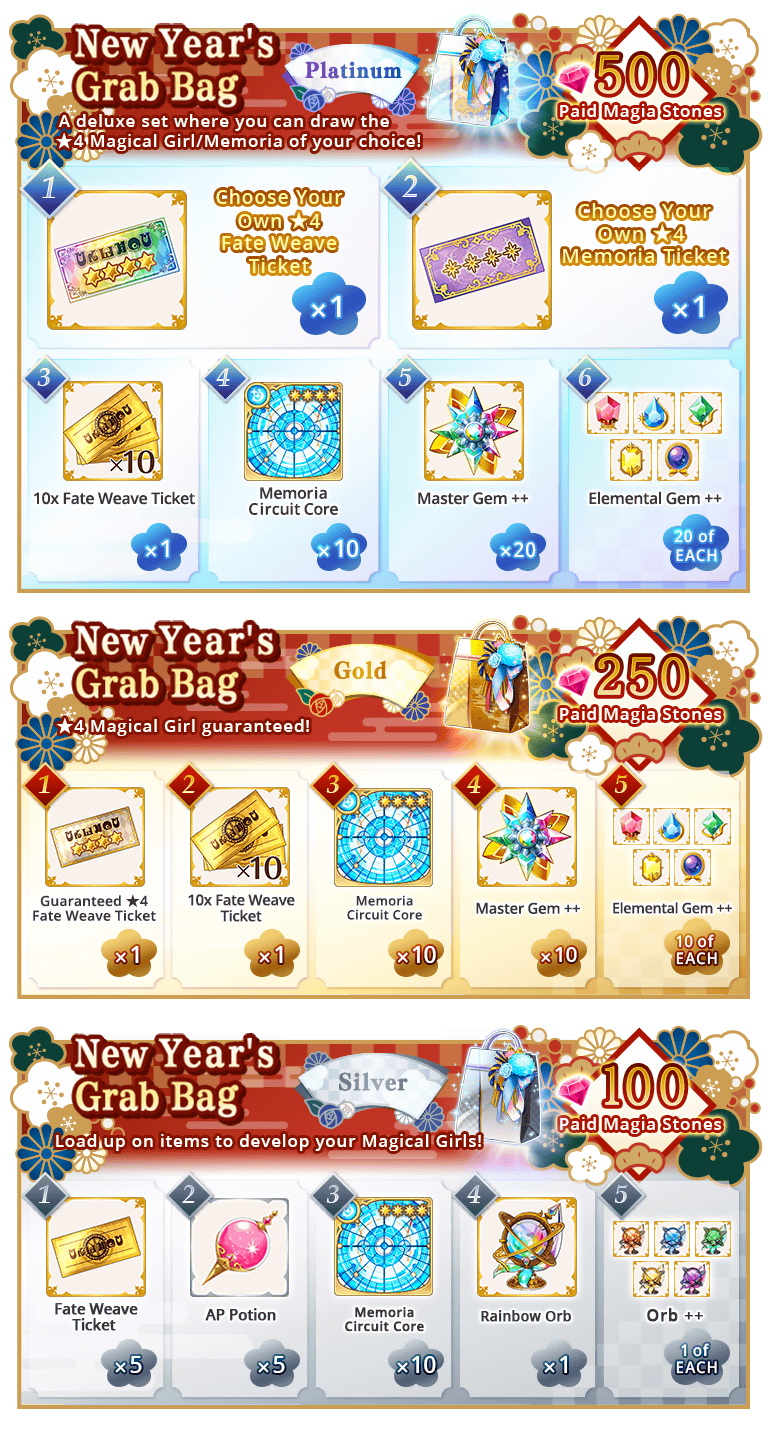 New Year's
Grab Bag
Platinum
500
Paid Magia Stones
A deluxe set where you can draw the
★4 Magical Girl/Memoria of your choice!
1
Choose Your
Own ★4
Fate Weave
Ticket
×1
2
Choose Your
Own ★4
Memoria Ticket
×1
3
×10
10x Fate Weave Ticket
×1
4
Memoria
Circuit Core
×10
5
Master Gem ++
×20
6
Elemental Gem ++
20 of
EACH
New Year's
Grab Bag
Gold
250
Paid Magia Stones
★4 Magical Girl guaranteed!
1
Guaranteed ★4
Fate Weave Ticket
×1
2
×10
10x Fate Weave
Ticket
×1
3
Memoria
Circuit Core
×10
4
Master Gem ++
×10
5
Elemental Gem ++
10 of
EACH
New Year's
Grab Bag
Silver
100
Paid Magia Stones
Load up on items to develop your Magical Girls!
1
Fate Weave
Ticket
×5
2
AP Potion
×5
3
Memoria
Circuit Core
×10
4
Rainbow Orb
×1
5
Orb ++
1 of
EACH